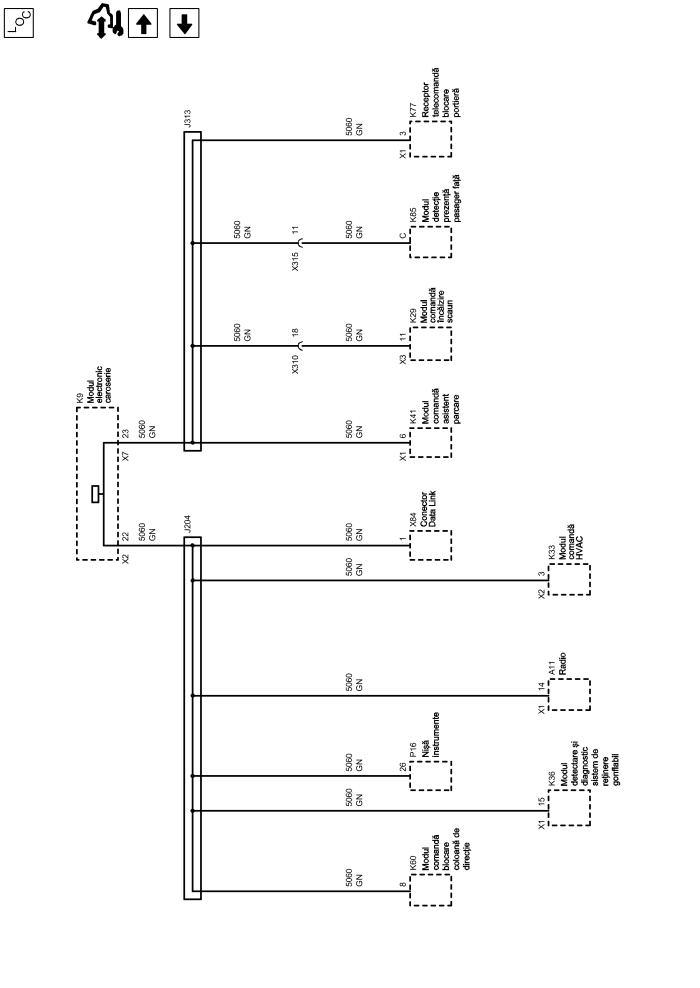 LOC
K9
Modul
electronic
caroserie
X2
22
5060
GN
X7
23
5060
GN
J204
J313
5060
GN
8
K60
Modul
comandă
blocare
coloană de
direcţie
5060
GN
X1
15
K36
Modul
detectare şi
diagnostic
sistem de
reţinere
gonflabil
5060
GN
26
P16
Nişă
instrumente
5060
GN
X1
14
A11
Radio
5060
GN
X2
3
K33
Modul
comandă
HVAC
5060
GN
1
X84
Conector
Data Link
5060
GN
X1
6
K41
Modul
comandă
asistent
parcare
5060
GN
X310
18
5060
GN
X3
11
K29
Modul
comandă
încălzire
scaun
5060
GN
X315
11
5060
GN
C
K85
Modul
detecţie
prezenţă
pasager faţă
5060
GN
X1
3
K77
Receptor
telecomandă
blocare
portieră